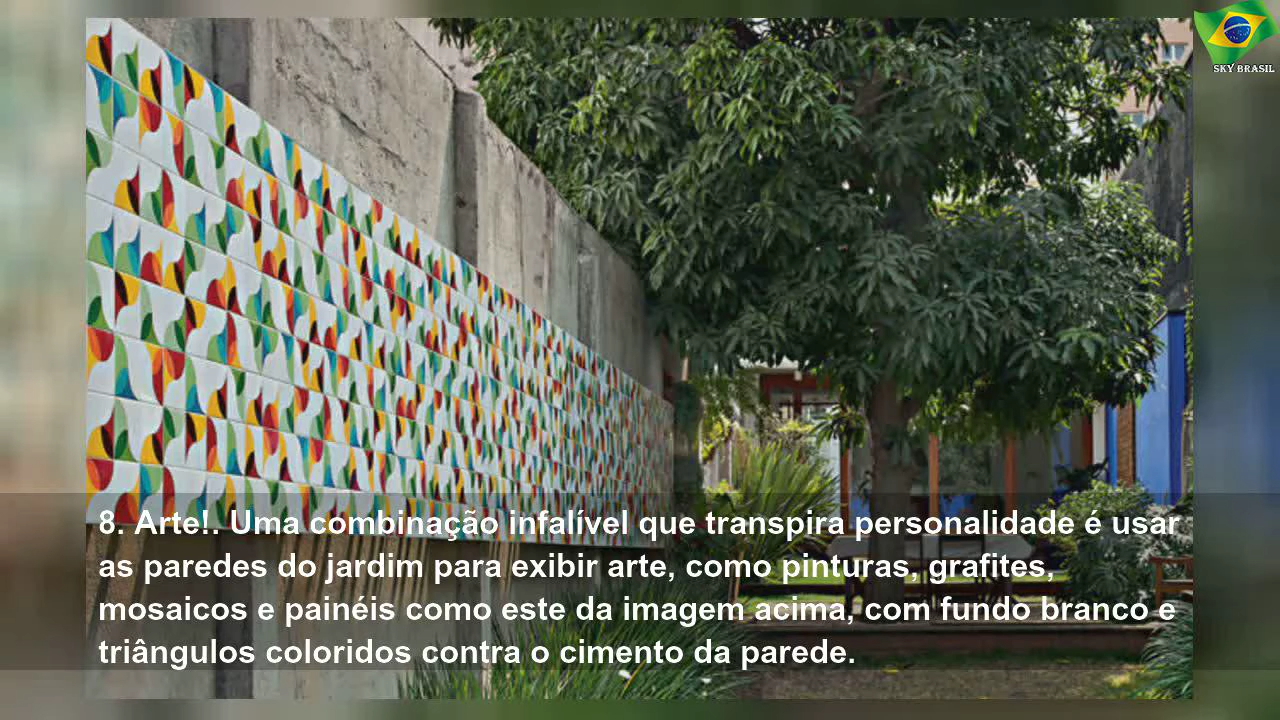 SKY BRASIL
8. Arte!. Uma combinação infalível que transpira personalidade é usar
as paredes do jardim para exibir arte, como pinturas, grafites,
mosaicos e painéis como este da imagem acima, com fundo branco e
triângulos coloridos contra o cimento da parede.